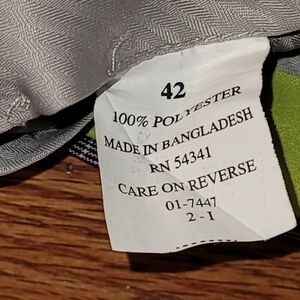 42
100% POLYESTER
MADE IN BANGLADESH
RN 54341
CARE ON REVERSE
01-7447
2 - 1